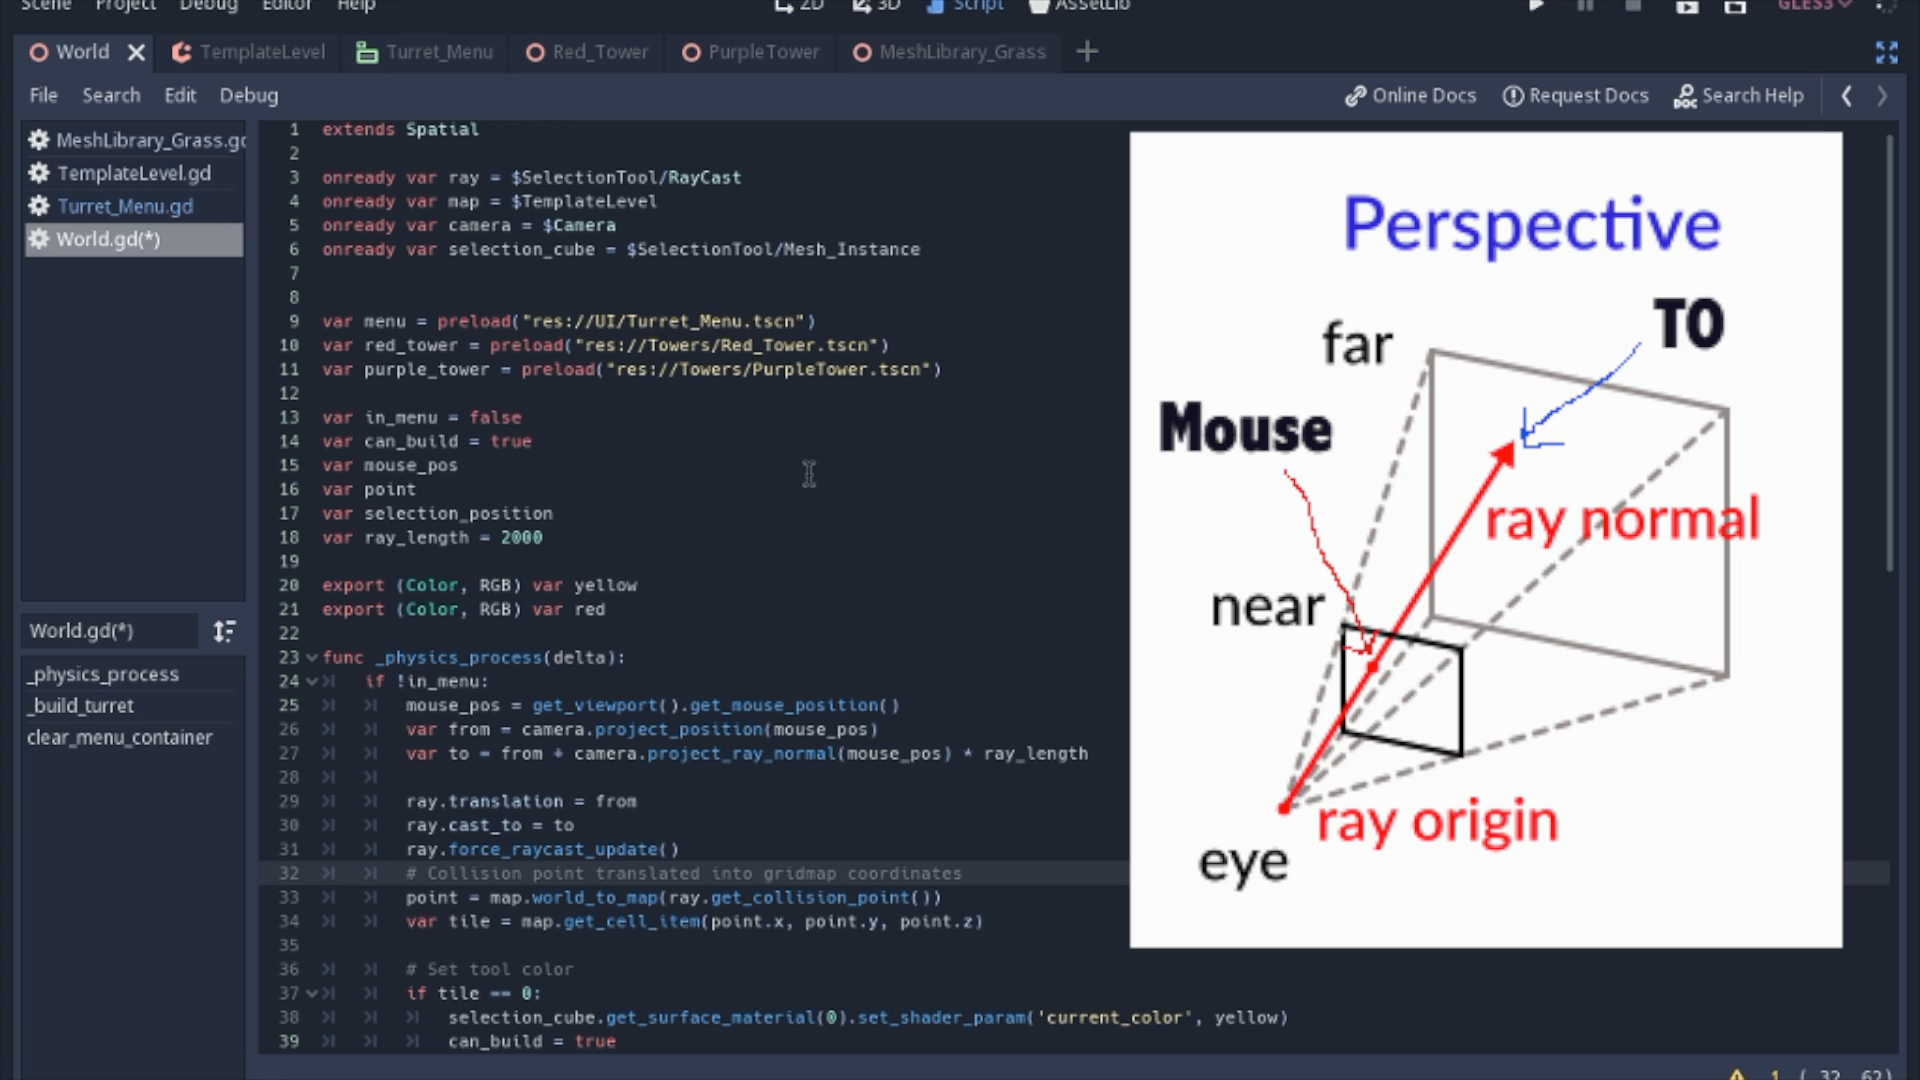 Scene Project Debug Editor Help 2D 3D Script AssetLib GLES3
World TemplateLevel Turret_Menu Red_Tower PurpleTower MeshLibrary_Grass
File Search Edit Debug Online Docs Request Docs Search Help
MeshLibrary_Grass.gd
TemplateLevel.gd
Turret_Menu.gd
World.gd(*)
World.gd(*)
_physics_process
_build_turret
clear_menu_container
1 extends Spatial
2
3 onready var ray = $SelectionTool/RayCast
4 onready var map = $TemplateLevel
5 onready var camera = $Camera
6 onready var selection_cube = $SelectionTool/Mesh_Instance
7
8
9 var menu = preload("res://UI/Turret_Menu.tscn")
10 var red_tower = preload("res://Towers/Red_Tower.tscn")
11 var purple_tower = preload("res://Towers/PurpleTower.tscn")
12
13 var in_menu = false
14 var can_build = true
15 var mouse_pos
16 var point
17 var selection_position
18 var ray_length = 2000
19
20 export (Color, RGB) var yellow
21 export (Color, RGB) var red
22
23 func _physics_process(delta):
24 if !in_menu:
25 mouse_pos = get_viewport().get_mouse_position()
26 var from = camera.project_position(mouse_pos)
27 var to = from + camera.project_ray_normal(mouse_pos) * ray_length
28
29 ray.translation = from
30 ray.cast_to = to
31 ray.force_raycast_update()
32 # Collision point translated into gridmap coordinates
33 point = map.world_to_map(ray.get_collision_point())
34 var tile = map.get_cell_item(point.x, point.y, point.z)
35
36 # Set tool color
37 if tile == 0:
38 selection_cube.get_surface_material(0).set_shader_param('current_color', yellow)
39 can_build = true
Perspective
TO
far
Mouse
ray normal
near
ray origin
eye
1 ( 32, 62)